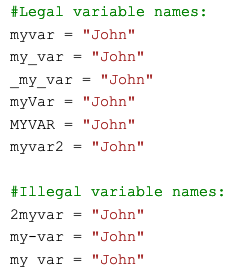 #Legal variable names:
myvar = "John"
my_var = "John"
_my_var = "John"
myVar = "John"
MYVAR = "John"
myvar2 = "John"

#Illegal variable names:
2myvar = "John"
my-var = "John"
my var = "John"